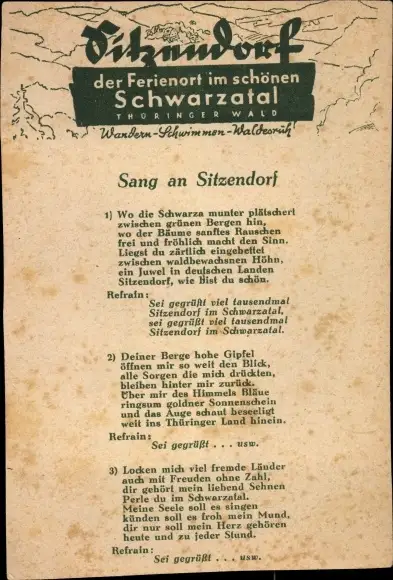 Sitzendorf
der Ferienort im schönen
Schwarzatal
THÜRINGER WALD
Wandern-Schwimmen-Waldesruh'
Sang an Sitzendorf
1) Wo die Schwarza munter plätschert
zwischen grünen Bergen hin,
wo der Bäume sanftes Rauschen
frei und fröhlich macht den Sinn.
Liegst du zärtlich eingebettet
zwischen waldbewachsnen Höhn,
ein Juwel in deutschen Landen
Sitzendorf, wie bist du schön.
Refrain:
Sei gegrüßt viel tausendmal
Sitzendorf im Schwarzatal,
sei gegrüßt viel tausendmal
Sitzendorf im Schwarzatal.
2) Deiner Berge hohe Gipfel
öffnen mir so weit den Blick,
alle Sorgen die mich drückten,
bleiben hinter mir zurück.
Über mir des Himmels Bläue
ringsum goldner Sonnenschein
und das Auge schaut beseeligt
weit ins Thüringer Land hinein.
Refrain:
Sei gegrüßt . . . usw.
3) Locken mich viel fremde Länder
auch mit Freuden ohne Zahl,
dir gehört mein liebend Sehnen
Perle du im Schwarzatal.
Meine Seele soll es singen
künden soll es froh mein Mund,
dir nur soll mein Herz gehören
heute und zu jeder Stund.
Refrain:
Sei gegrüßt . . . usw.